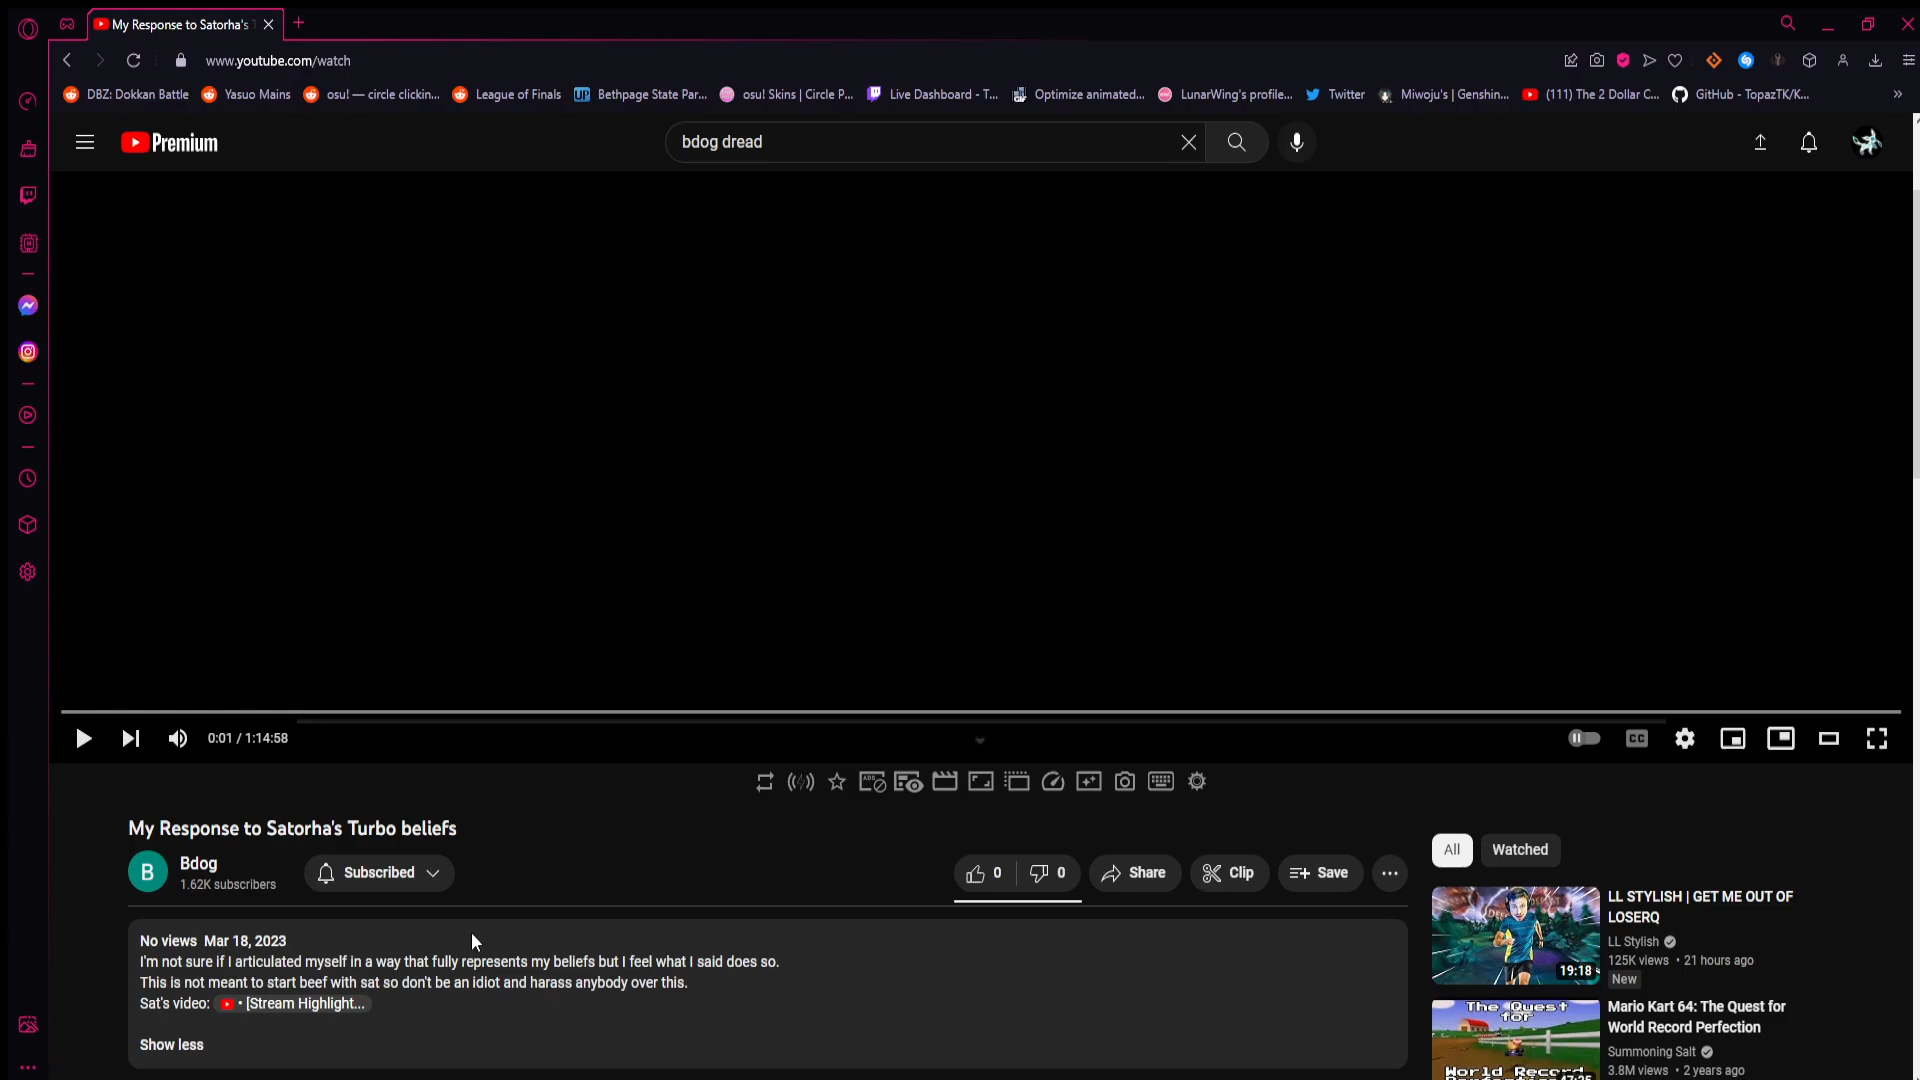 My Response to Satorha's
www.youtube.com/watch
DBZ: Dokkan Battle
Yasuo Mains
osu! — circle clickin...
League of Finals
Bethpage State Par...
osu! Skins | Circle P...
Live Dashboard - T...
Optimize animated...
LunarWing's profile...
Twitter
Miwoju's | Genshin...
(111) The 2 Dollar C...
GitHub - TopazTK/K...
Premium
bdog dread
0:01 / 1:14:58
CC
ADS
My Response to Satorha's Turbo beliefs
B
Bdog
1.62K subscribers
Subscribed
0
0
Share
Clip
Save
No views Mar 18, 2023
I'm not sure if I articulated myself in a way that fully represents my beliefs but I feel what I said does so.
This is not meant to start beef with sat so don't be an idiot and harass anybody over this.
Sat's video: • [Stream Highlight...
Show less
All
Watched
19:18
LL STYLISH | GET ME OUT OF
LOSERQ
LL Stylish
125K views • 21 hours ago
New
The Quest
for
World Record
47:25
Mario Kart 64: The Quest for
World Record Perfection
Summoning Salt
3.8M views • 2 years ago